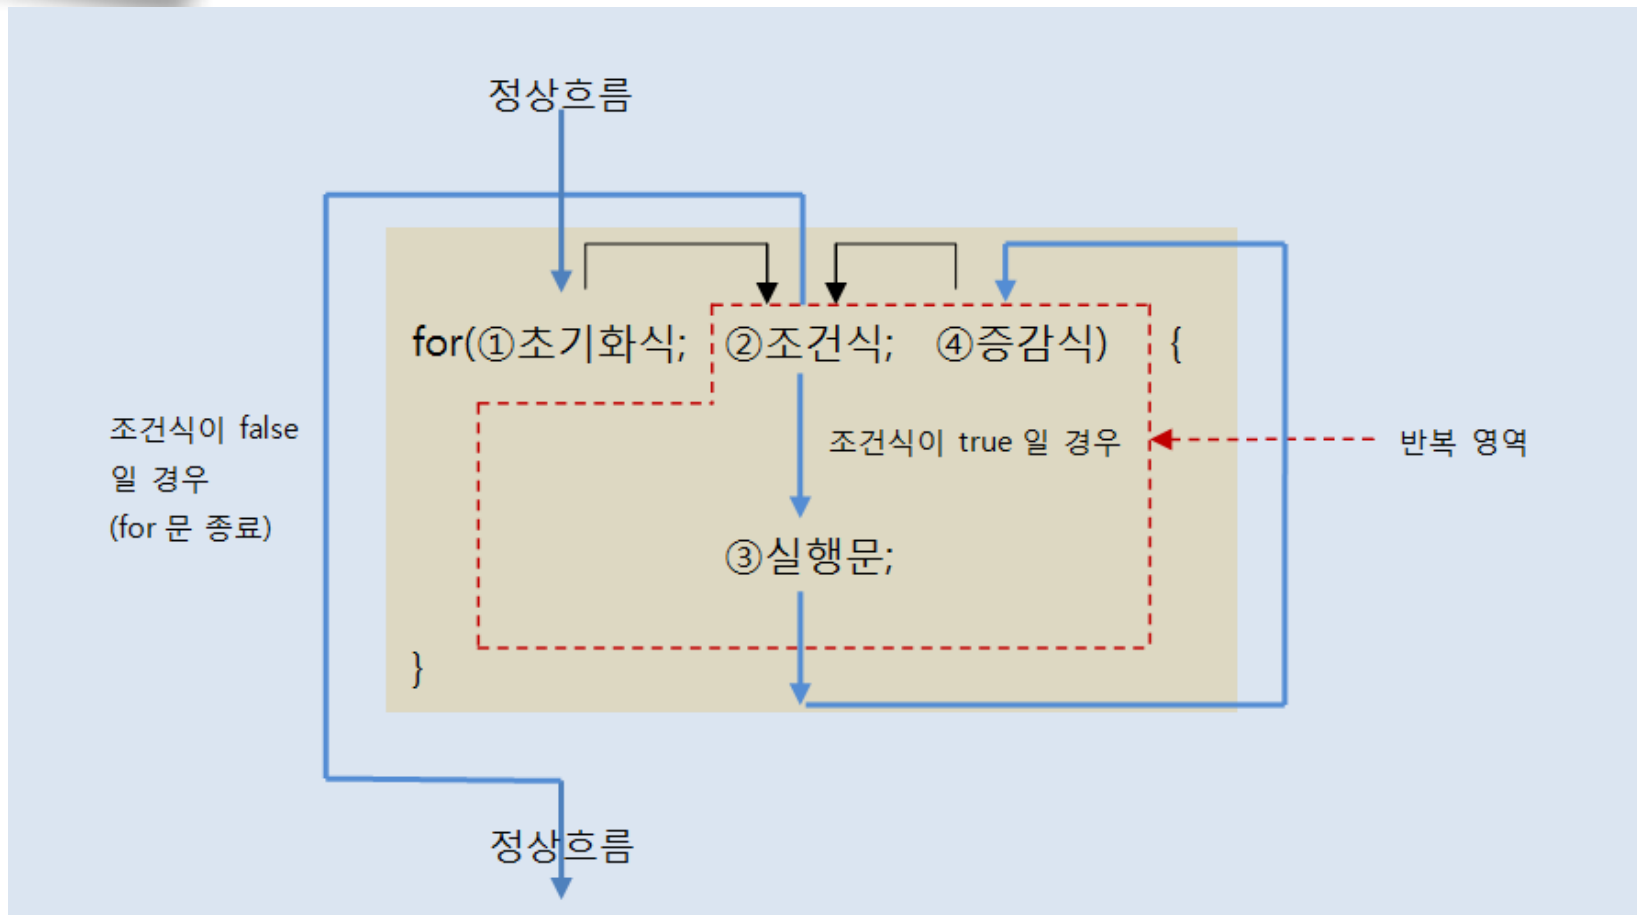 정상흐름
for(①초기화식; ②조건식; ④증감식) {
조건식이 false
일 경우
(for 문 종료)
조건식이 true 일 경우
반복 영역
③실행문;
}
정상흐름